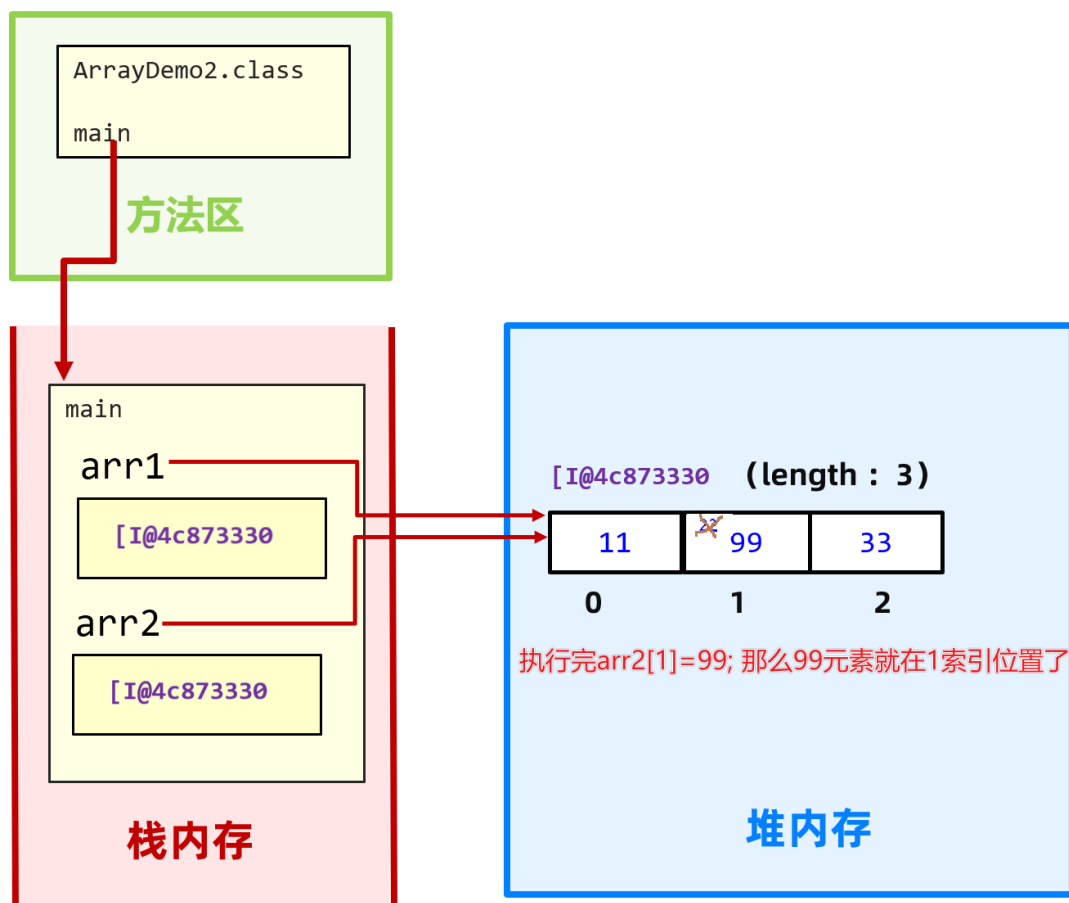 ArrayDemo2.class
main
方法区
main
arr1
[I@4c873330
arr2
[I@4c873330
栈内存
[I@4c873330 (length : 3)
22 99
11 33
0 1 2
执行完arr2[1]=99; 那么99元素就在1索引位置了
堆内存